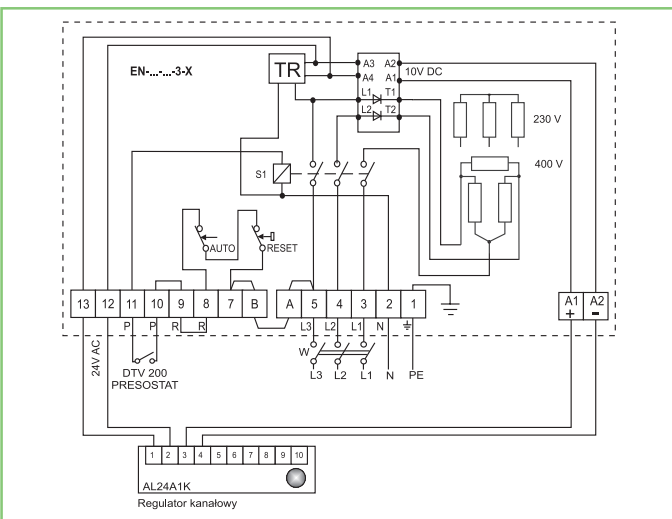 EN-...-...-3-X
TR
A3 A2
A4 A1
10V DC
L1 T1
L2 T2
230 V
400 V
S1
AUTO RESET
13 12 11 10 9 8 7 B A 5 4 3 2 1
A1 A2
+ -
P P R R
L3 L2 L1 N
24V AC
W
DTV 200
PRESOSTAT
L3 L2 L1 N PE
1 2 3 4 5 6 7 8 9 10
AL24A1K
Regulator kanałowy